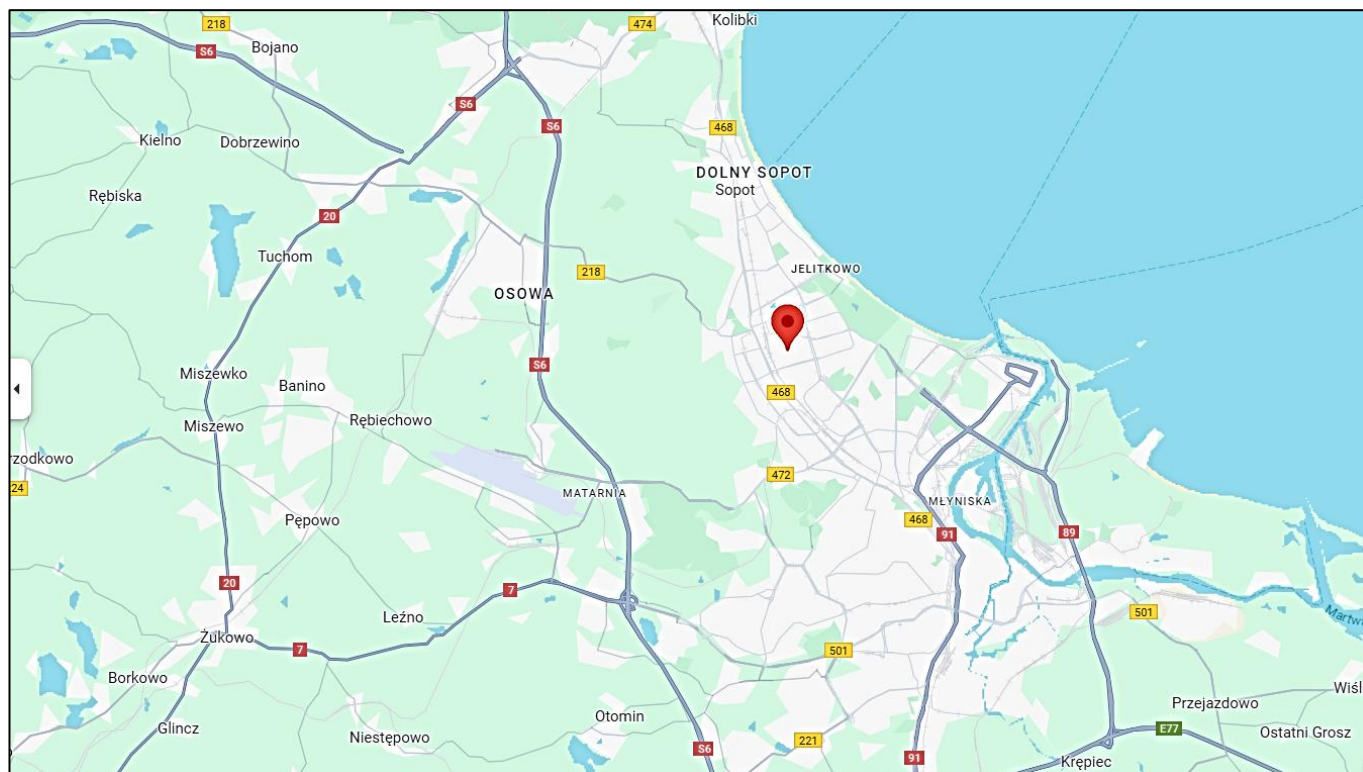 218
474
Kolibki
Bojano
S6
S6
S6
468
Kielno
Dobrzewino
DOLNY SOPOT
Sopot
Rębiska
20
Tuchom
218
JELITKOWO
OSOWA
S6
Miszewko
Banino
468
Rębiechowo
Miszewo
rzodkowo
24
472
MATARNIA
MŁYNISKA
Pępowo
468
91
89
20
7
Leźno
501
Martw
Żukowo
7
501
Borkowo
Wiśl
Przejazdowo
Glincz
Otomin
Niestępowo
221
S6
E77
Ostatni Grosz
91
Krępiec